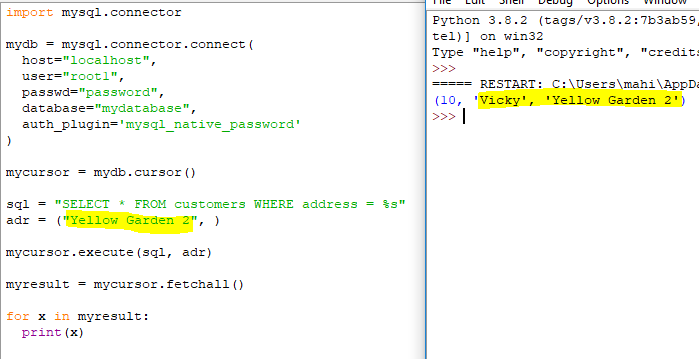 import mysql.connector
mydb = mysql.connector.connect(
  host="localhost",
  user="root1",
  passwd="password",
  database="mydatabase",
  auth_plugin='mysql_native_password'
)
mycursor = mydb.cursor()
sql = "SELECT * FROM customers WHERE address = %s"
adr = ("Yellow Garden 2", )
mycursor.execute(sql, adr)
myresult = mycursor.fetchall()
for x in myresult:
  print(x)
File Edit Shell Debug Options Window
Python 3.8.2 (tags/v3.8.2:7b3ab59,
tel)] on win32
Type "help", "copyright", "credits
>>>
===== RESTART: C:\Users\mahi\AppDa
(10, 'Vicky', 'Yellow Garden 2')
>>>